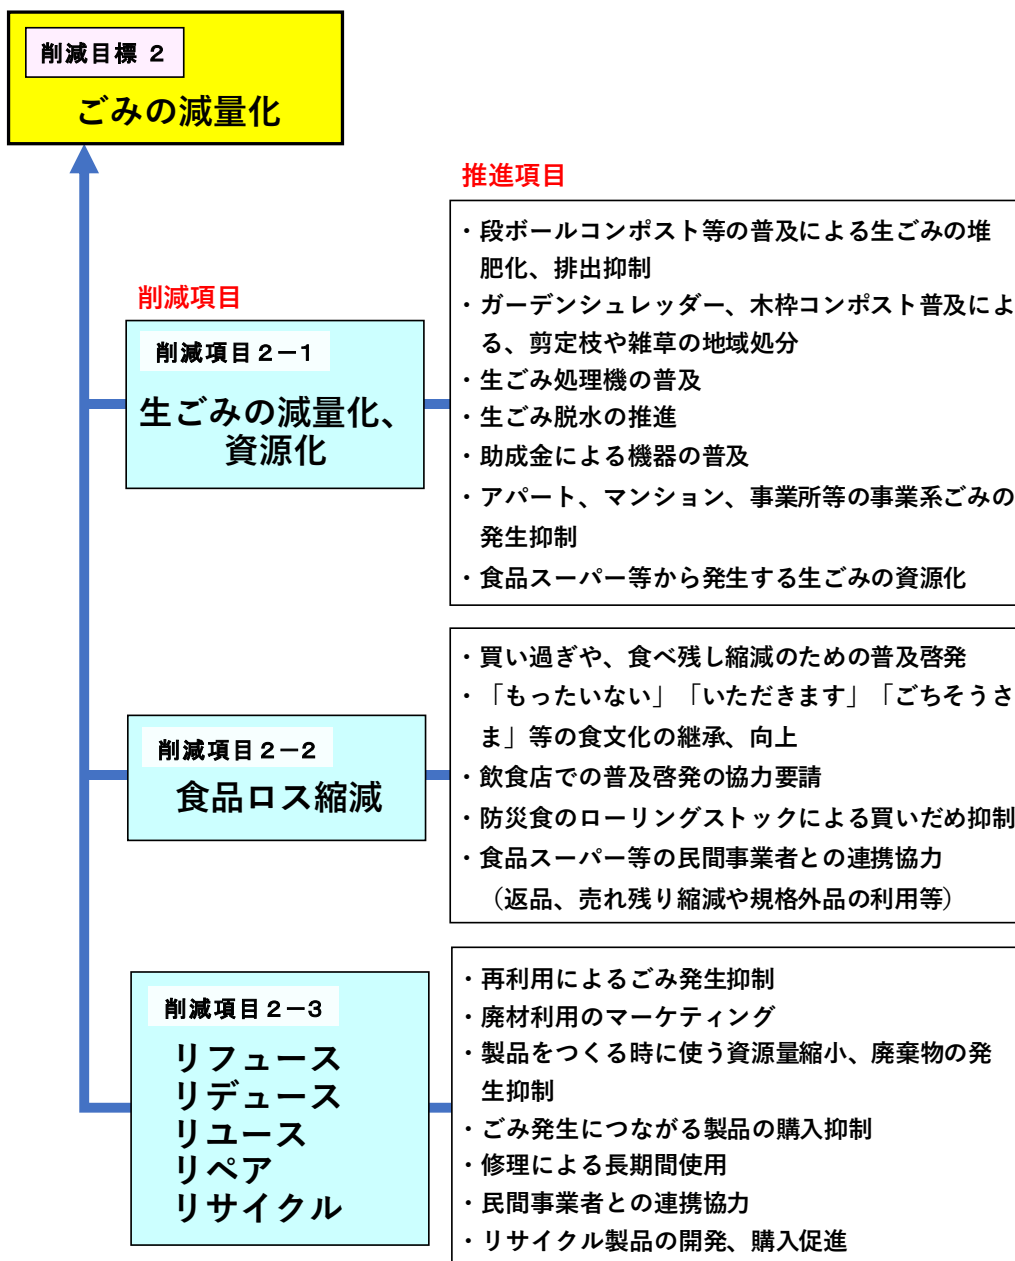 削減目標 2
ごみの減量化
推進項目
・段ボールコンポスト等の普及による生ごみの堆
肥化、排出抑制
・ガーデンシュレッダー、木枠コンポスト普及によ
る、剪定枝や雑草の地域処分
・生ごみ処理機の普及
・生ごみ脱水の推進
・助成金による機器の普及
・アパート、マンション、事業所等の事業系ごみの
発生抑制
・食品スーパー等から発生する生ごみの資源化
削減項目
削減項目２－１
生ごみの減量化、
資源化
・買い過ぎや、食べ残し縮減のための普及啓発
・「もったいない」「いただきます」「ごちそうさ
ま」等の食文化の継承、向上
・飲食店での普及啓発の協力要請
・防災食のローリングストックによる買いだめ抑制
・食品スーパー等の民間事業者との連携協力
（返品、売れ残り縮減や規格外品の利用等）
削減項目２－２
食品ロス縮減
・再利用によるごみ発生抑制
・廃材利用のマーケティング
・製品をつくる時に使う資源量縮小、廃棄物の発
生抑制
・ごみ発生につながる製品の購入抑制
・修理による長期間使用
・民間事業者との連携協力
・リサイクル製品の開発、購入促進
削減項目２－３
リフュース
リデュース
リユース
リペア
リサイクル